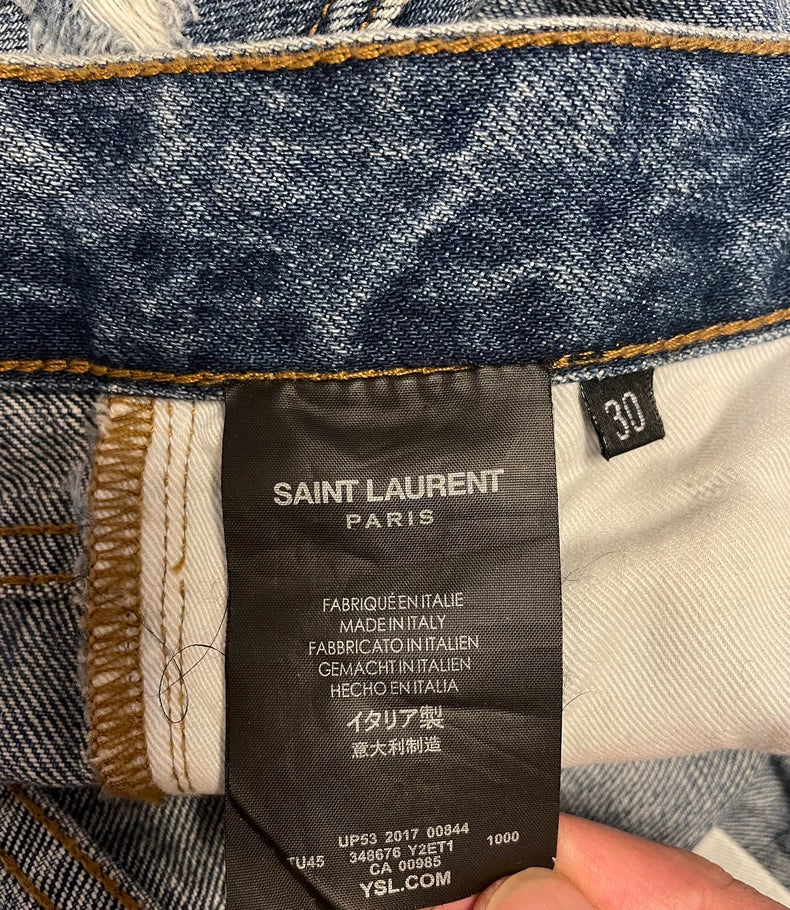 30
SAINT LAURENT
PARIS
FABRIQUÉ EN ITALIE
MADE IN ITALY
FABBRICATO IN ITALIEN
GEMACHT IN ITALIEN
HECHO EN ITALIA
イタリア製
意大利制造
UP53 2017 00844
TU45 348676 Y2ET1 1000
CA 00985
YSL.COM